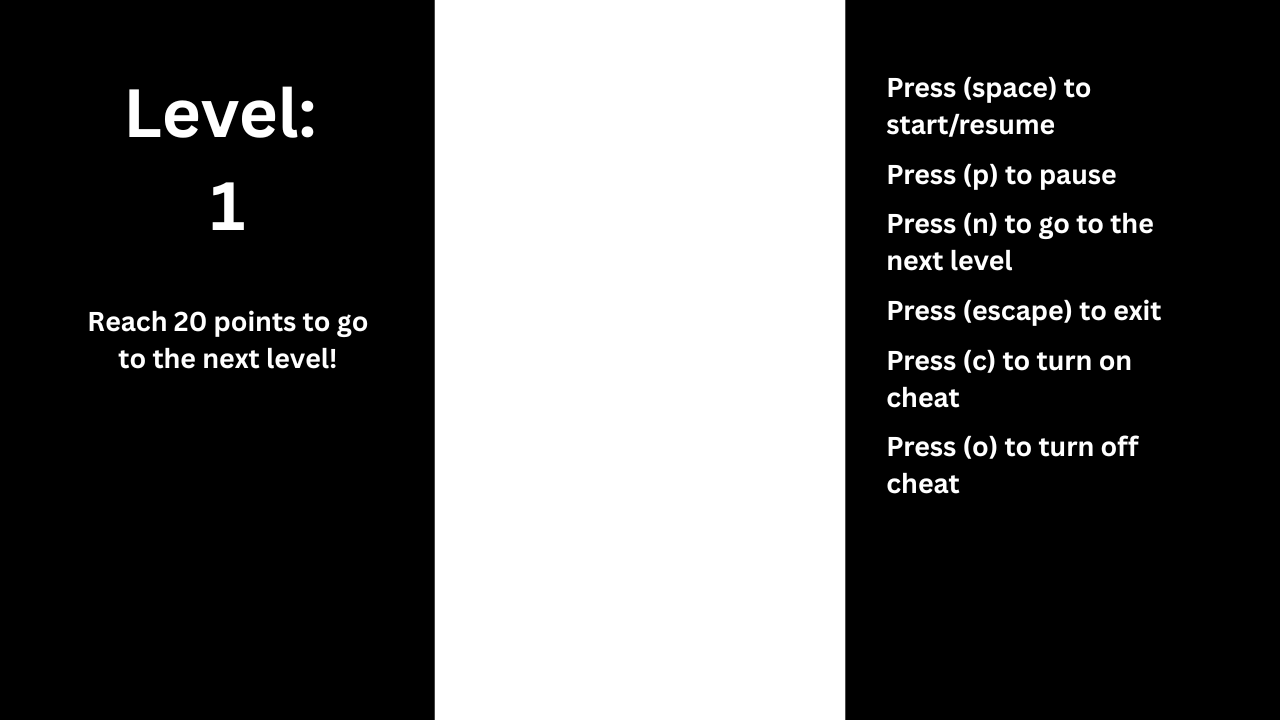 Level:
1
Reach 20 points to go
to the next level!
Press (space) to
start/resume
Press (p) to pause
Press (n) to go to the
next level
Press (escape) to exit
Press (c) to turn on
cheat
Press (o) to turn off
cheat